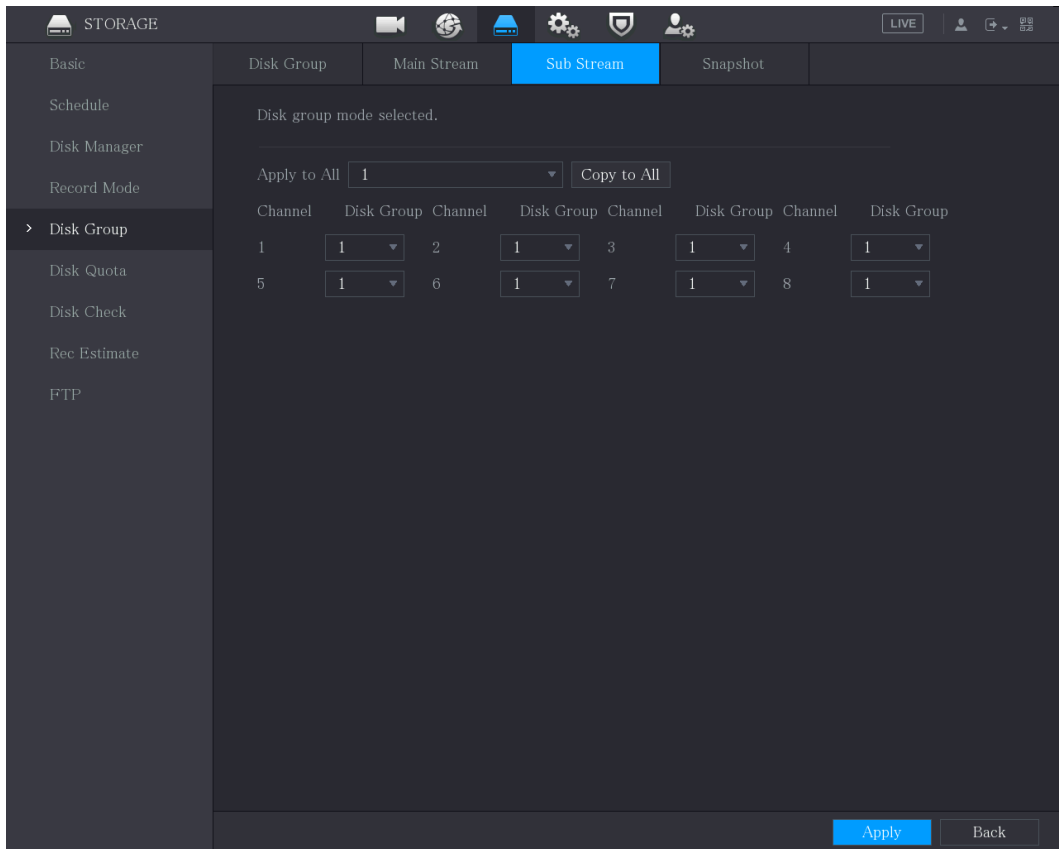 STORAGE LIVE
Basic
Schedule
Disk Manager
Record Mode
> Disk Group
Disk Quota
Disk Check
Rec Estimate
FTP
Disk Group Main Stream Sub Stream Snapshot
Disk group mode selected.
Apply to All 1 Copy to All
Channel Disk Group Channel Disk Group Channel Disk Group Channel Disk Group
1 1 2 1 3 1 4 1
5 1 6 1 7 1 8 1
Apply Back